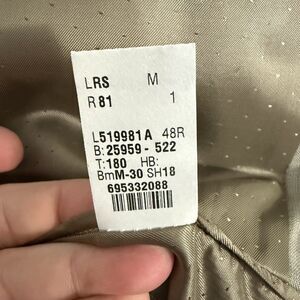 LRS M
R 81 1
L519981A 48R
B: 25959 - 522
T: 180 HB:
BmM-30 SH18
695332088